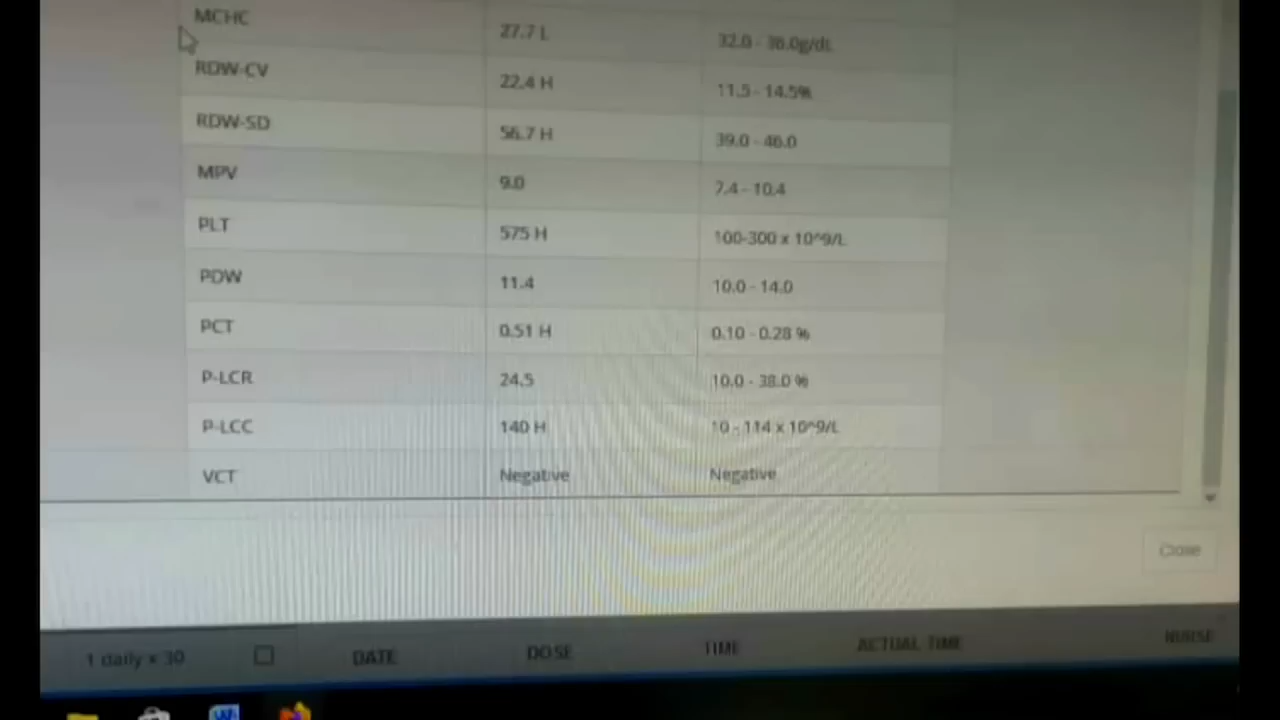 MCHC 27.7 L 32.0 - 36.0g/dL
RDW-CV 22.4 H 11.5 - 14.5%
RDW-SD 56.7 H 39.0 - 46.0
MPV 9.0 7.4 - 10.4
PLT 575 H 100-300 x 10^9/L
PDW 11.4 10.0 - 14.0
PCT 0.51 H 0.10 - 0.28 %
P-LCR 24.5 10.0 - 38.0 %
P-LCC 140 H 10 - 114 x 10^9/L
VCT Negative Negative
Close
1 daily x 30 DATE DOSE TIME ACTUAL TIME NURSE